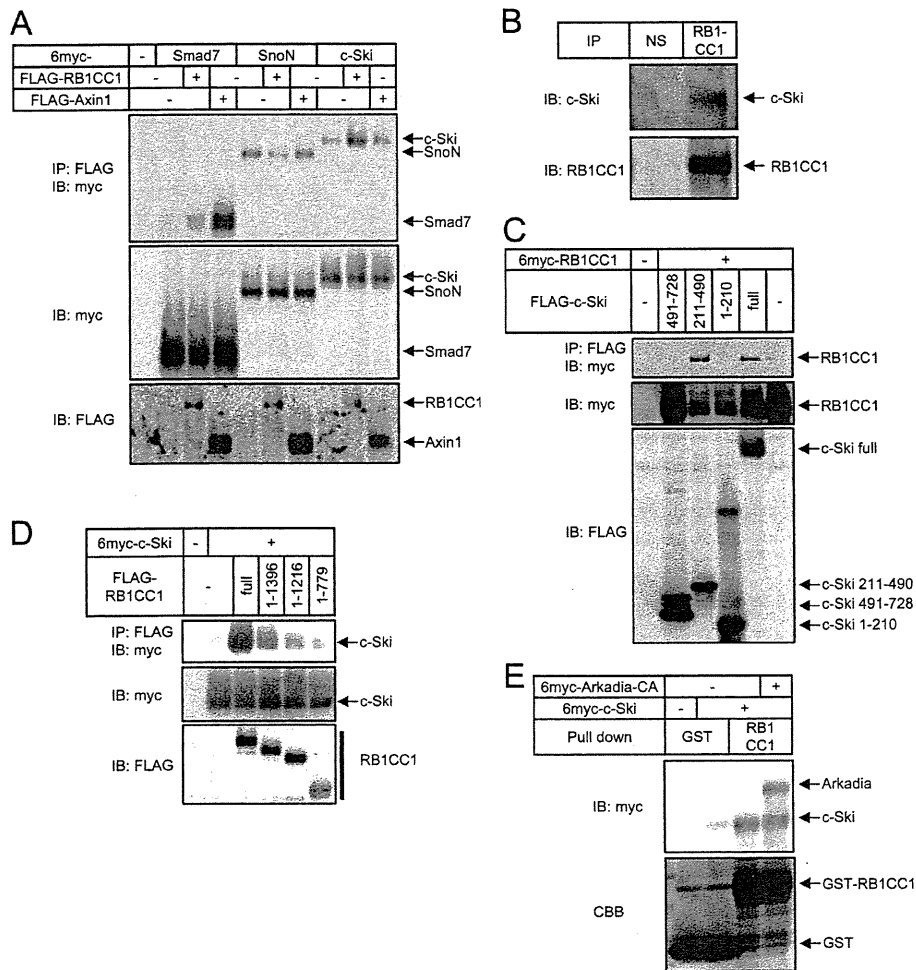 A
6myc- - Smad7 SnoN c-Ski
FLAG-RB1CC1 - + - + - + -
FLAG-Axin1 - + - + - +
IP: FLAG
IB: myc
c-Ski
SnoN
Smad7
IB: myc
c-Ski
SnoN
Smad7
IB: FLAG
RB1CC1
Axin1
B
IP NS RB1-
CC1
IB: c-Ski
c-Ski
IB: RB1CC1
RB1CC1
C
6myc-RB1CC1 - +
FLAG-c-Ski - 491-728 211-490 1-210 full -
IP: FLAG
IB: myc
RB1CC1
IB: myc
RB1CC1
IB: FLAG
c-Ski full
c-Ski 211-490
c-Ski 491-728
c-Ski 1-210
D
6myc-c-Ski - +
FLAG-
RB1CC1
- full 1-1396 1-1216 1-779
IP: FLAG
IB: myc
c-Ski
IB: myc
c-Ski
IB: FLAG
RB1CC1
E
6myc-Arkadia-CA - +
6myc-c-Ski - +
Pull down GST RB1
CC1
IB: myc
Arkadia
c-Ski
CBB
GST-RB1CC1
GST